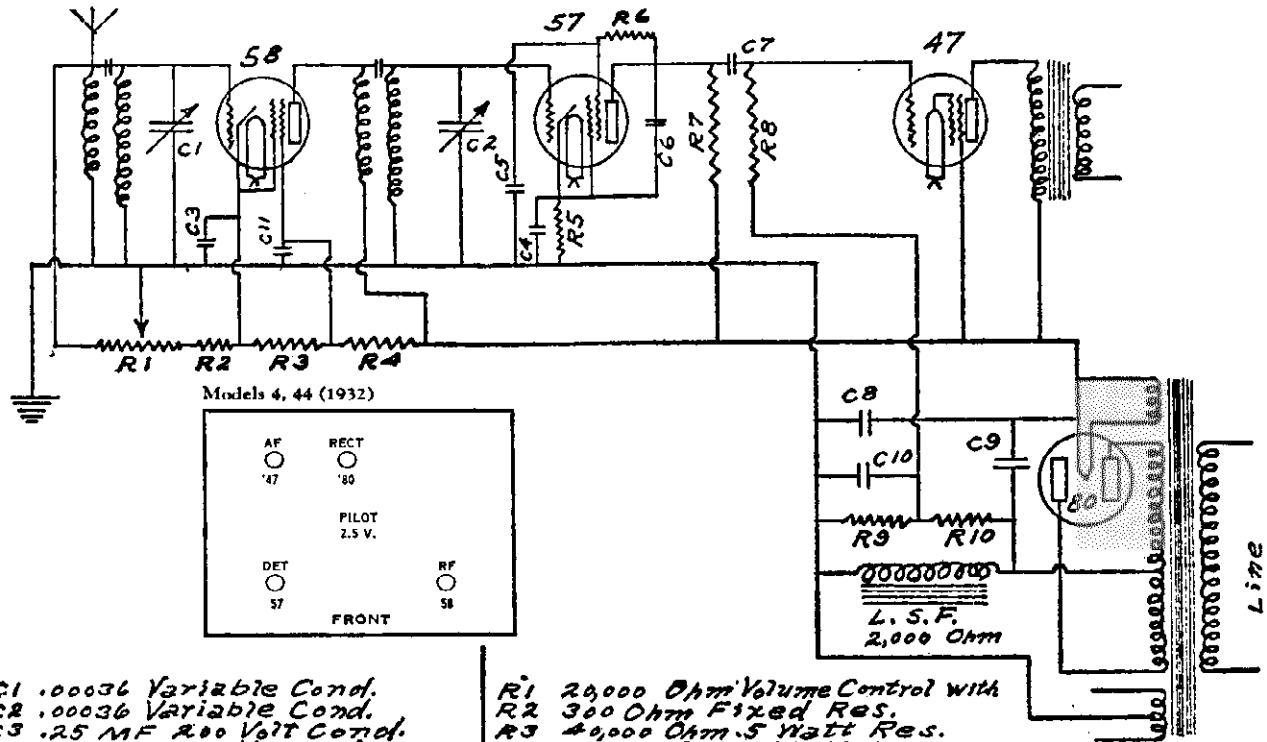 58
57
R6
C7
47
C1
C2
C5
C6
R7
R8
C3
C11
C4
R5
R1
R2
R3
R4
Models 4, 44 (1932)
AF
'47
RECT
'80
PILOT
2.5 V.
DET
57
RF
58
FRONT
C8
C9
C10
R9
R10
80
L. S. F.
2,000 Ohm
Line
C1 .00036 Variable Cond.
C2 .00036 Variable Cond.
C3 .25 MF 200 Volt Cond.
R1 20,000 Ohm Volume Control with
R2 300 Ohm Fixed Res.
R3 40,000 Ohm .5 Watt Res.